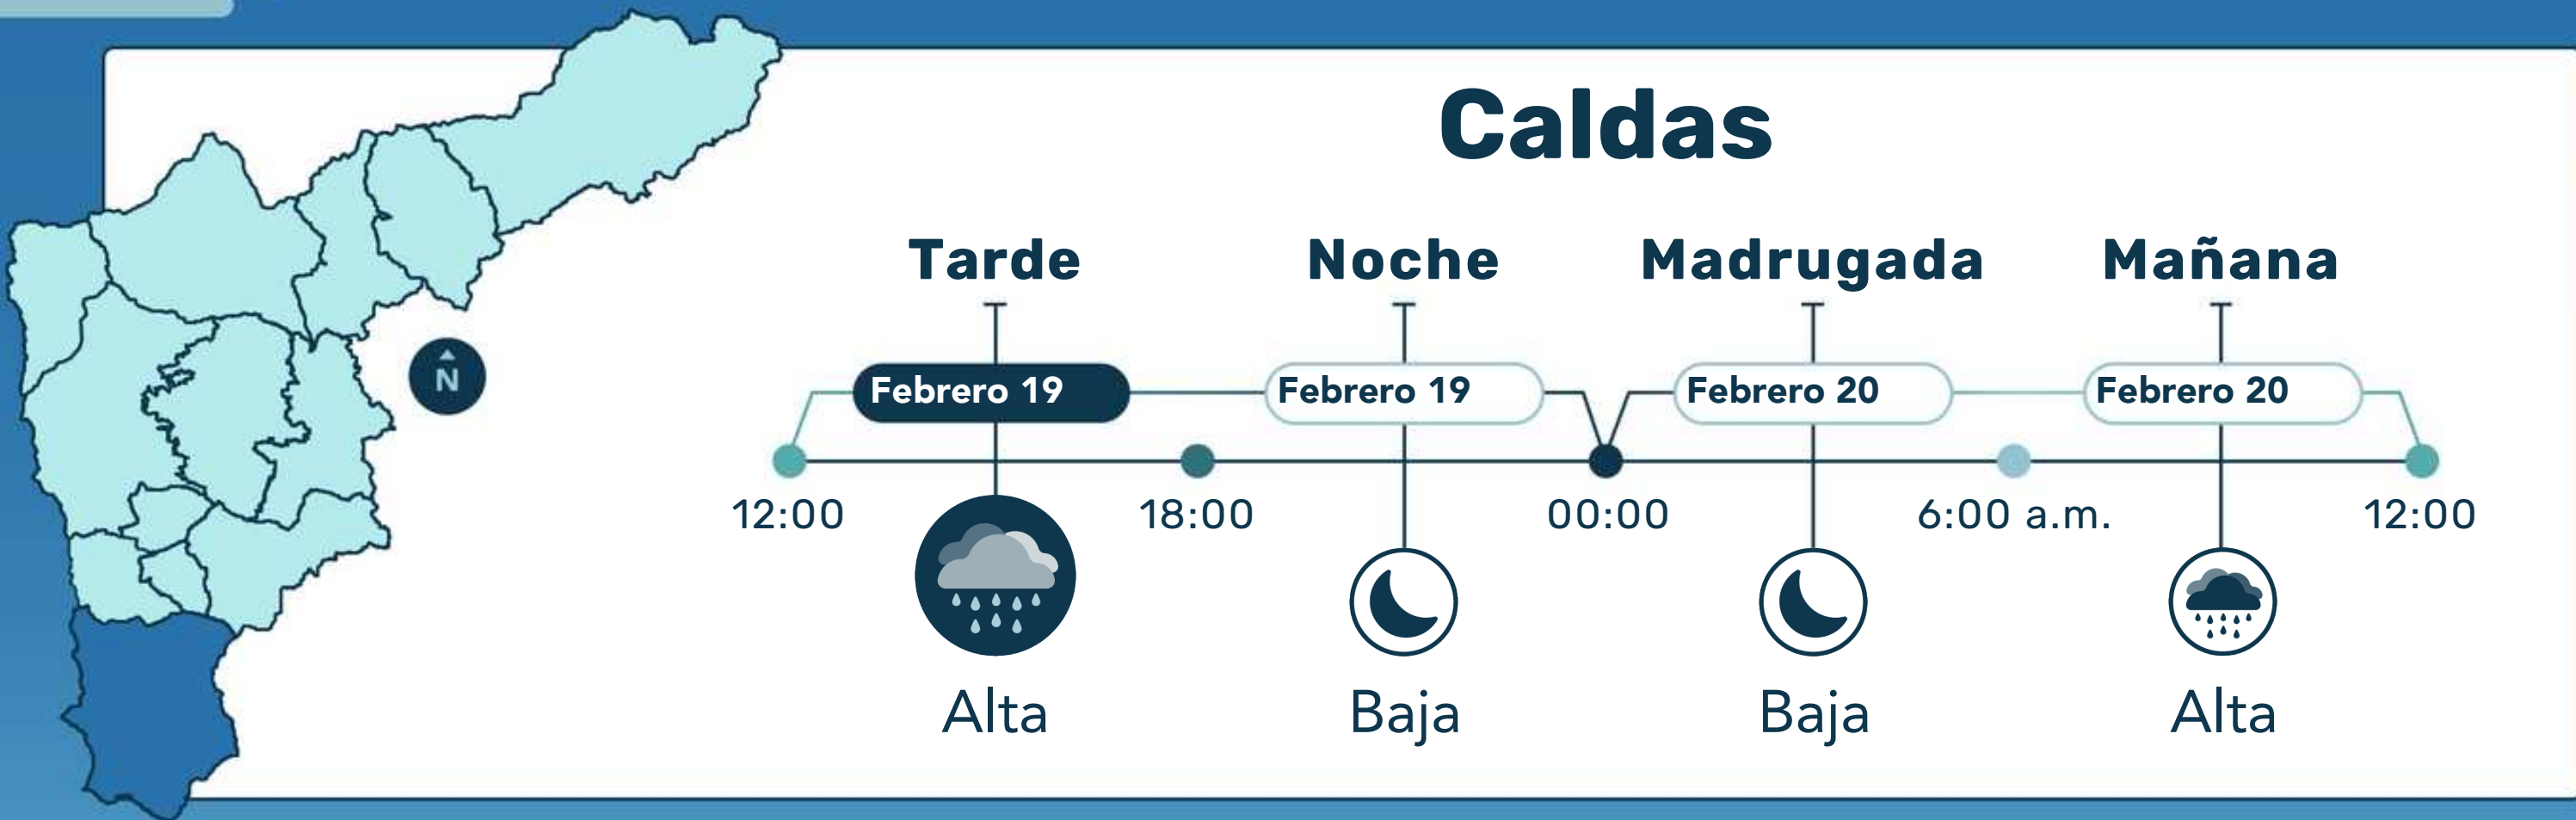 Caldas
Tarde Noche Madrugada Mañana
N
Febrero 19 Febrero 19 Febrero 20 Febrero 20
12:00 18:00 00:00 6:00 a.m. 12:00
Alta Baja Baja Alta